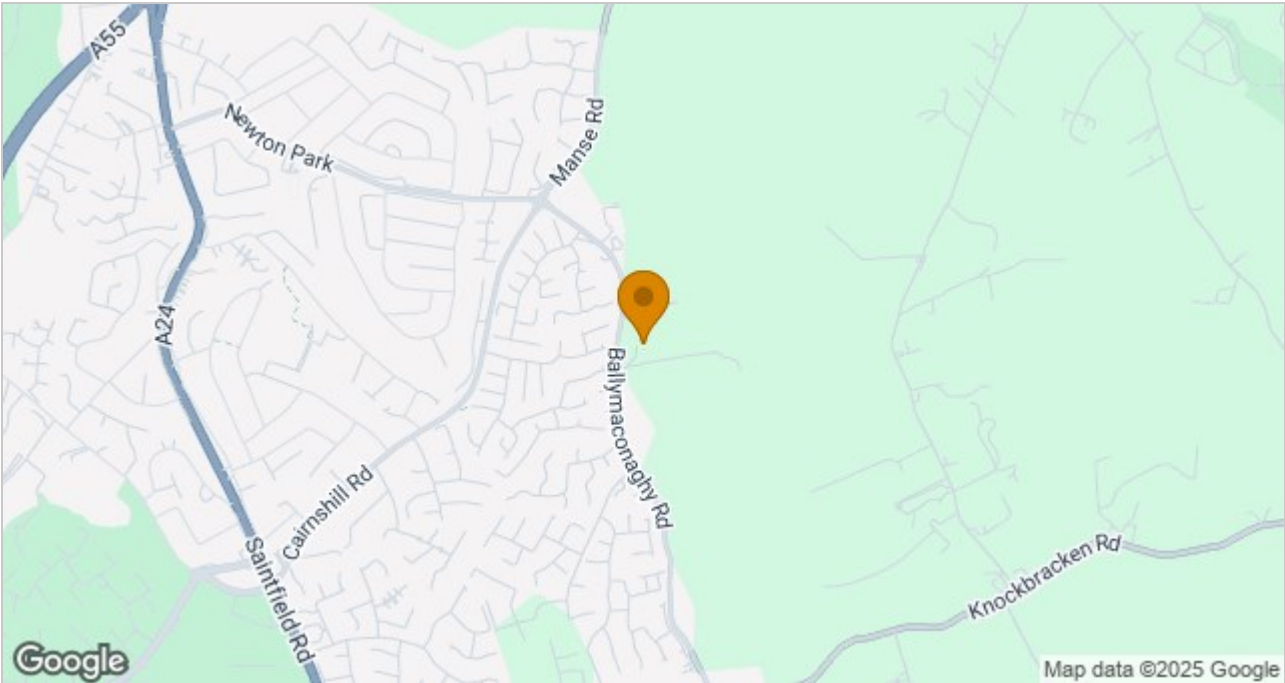 A55
Newton Park
Manse Rd
A24
Ballymaconaghy Rd
Cairnshill Rd
Saintfield Rd
Knockbracken Rd
Google
Map data ©2025 Google